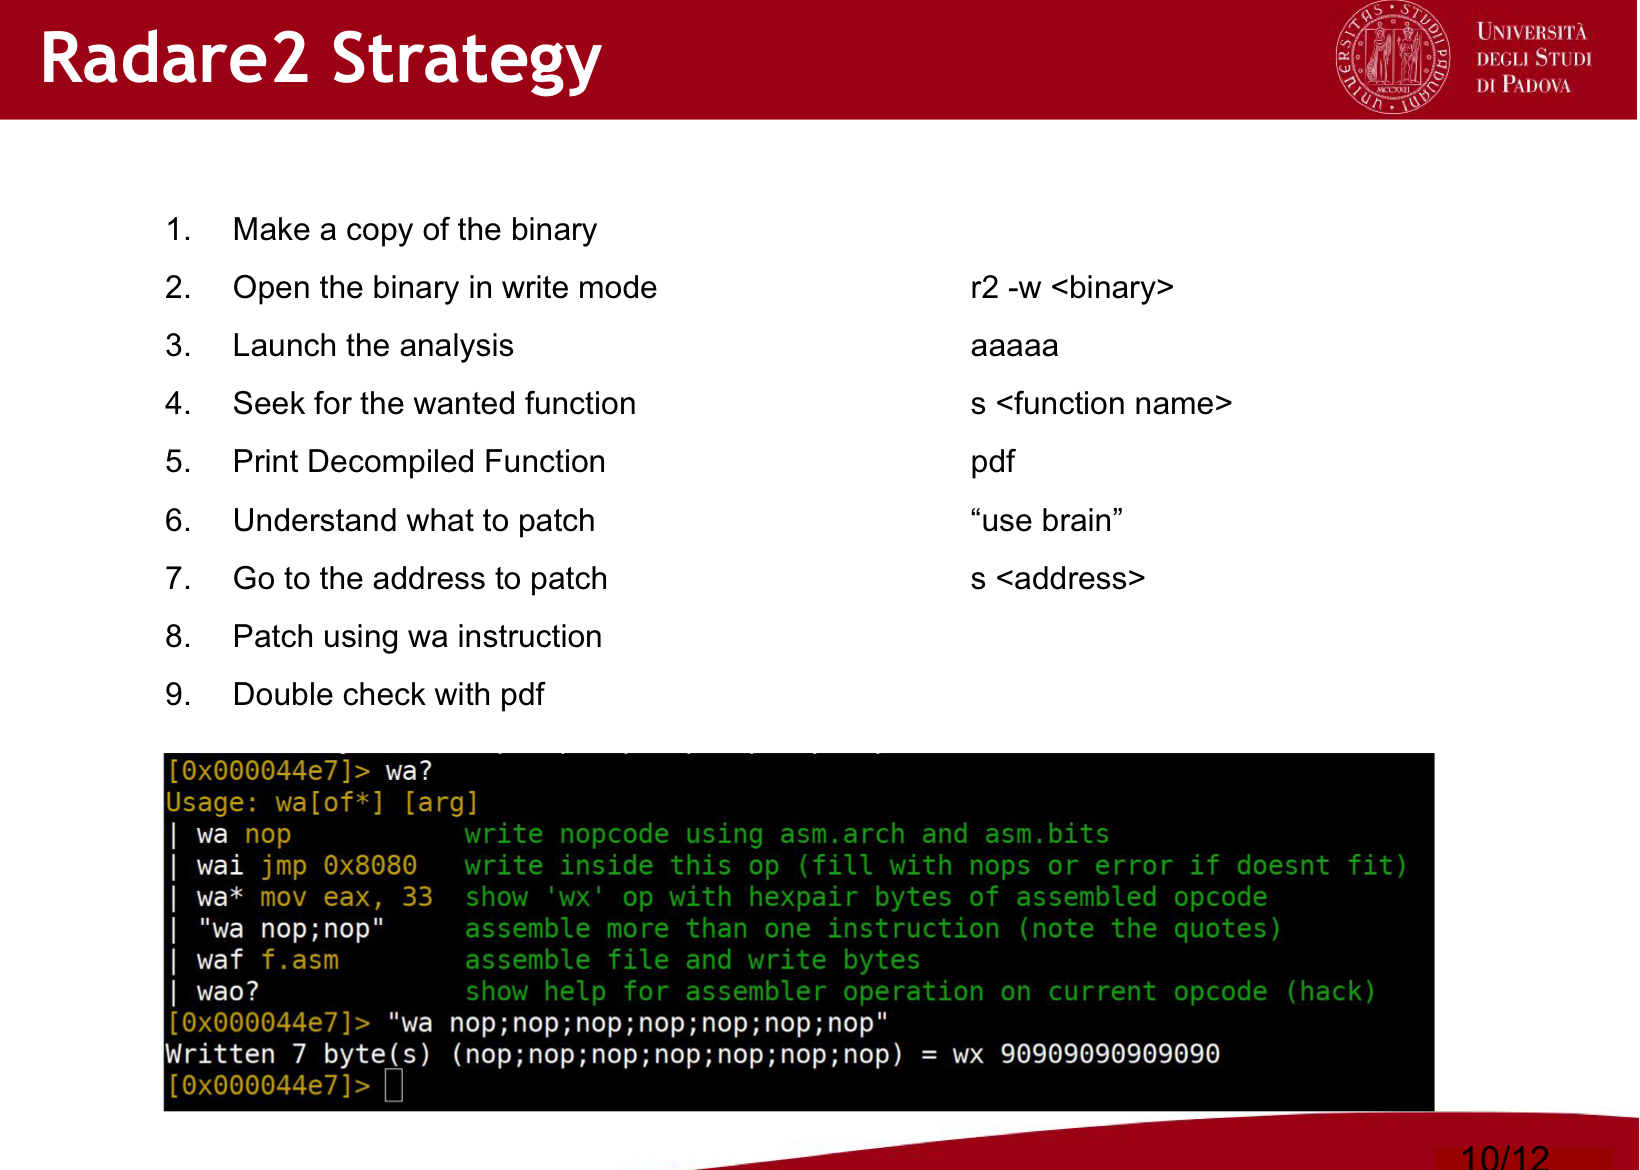 Radare2 Strategy
UNIVERSITAS · STUDII PADUANI ·
MCCXXII
UNIVERSITÀ
DEGLI STUDI
DI PADOVA
1. Make a copy of the binary
2. Open the binary in write mode r2 -w <binary>
3. Launch the analysis aaaaa
4. Seek for the wanted function s <function name>
5. Print Decompiled Function pdf
6. Understand what to patch “use brain”
7. Go to the address to patch s <address>
8. Patch using wa instruction
9. Double check with pdf
[0x000044e7]> wa?
Usage: wa[of*] [arg]
| wa nop write nopcode using asm.arch and asm.bits
| wai jmp 0x8080 write inside this op (fill with nops or error if doesnt fit)
| wa* mov eax, 33 show 'wx' op with hexpair bytes of assembled opcode
| "wa nop;nop" assemble more than one instruction (note the quotes)
| waf f.asm assemble file and write bytes
| wao? show help for assembler operation on current opcode (hack)
[0x000044e7]> "wa nop;nop;nop;nop;nop;nop;nop"
Written 7 byte(s) (nop;nop;nop;nop;nop;nop;nop) = wx 90909090909090
[0x000044e7]>
10/12